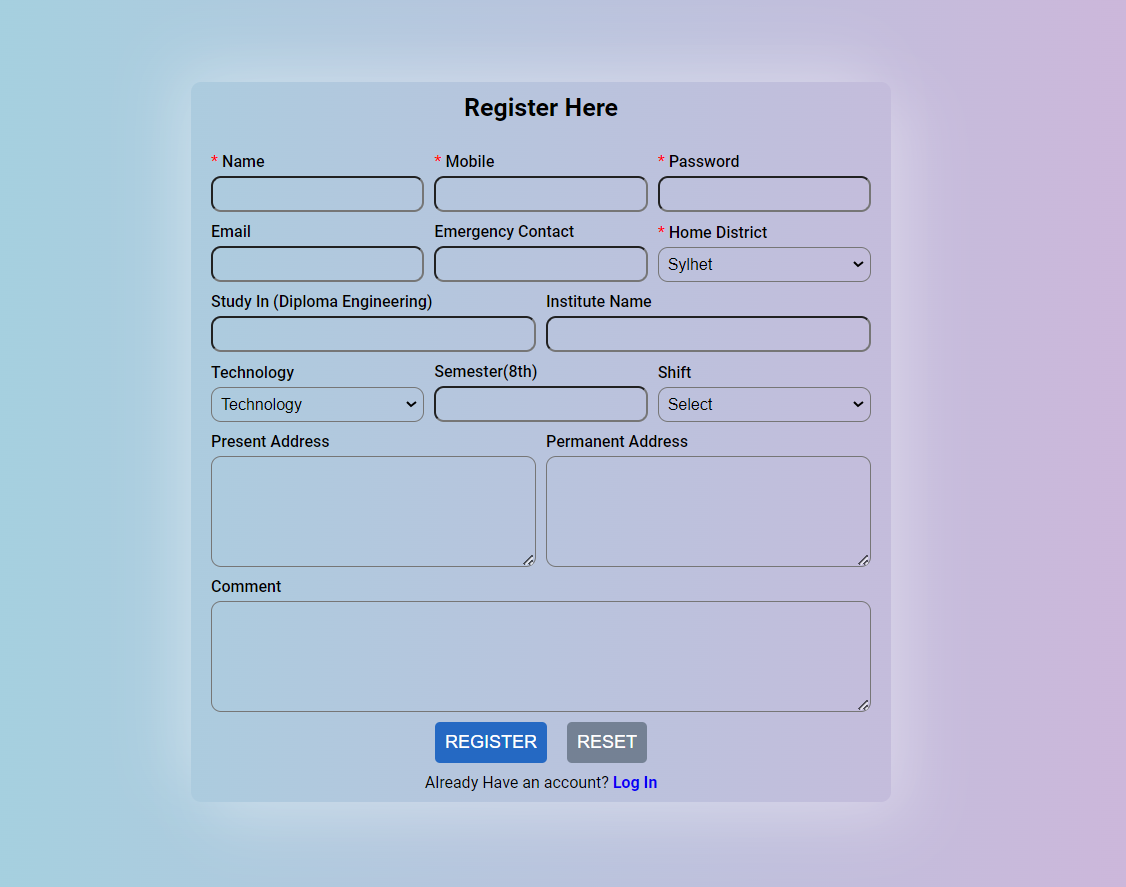 Register Here
* Name * Mobile * Password
Email Emergency Contact * Home District
Sylhet
Study In (Diploma Engineering) Institute Name
Technology Semester(8th) Shift
Technology Select
Present Address Permanent Address
Comment
REGISTER RESET
Already Have an account? Log In